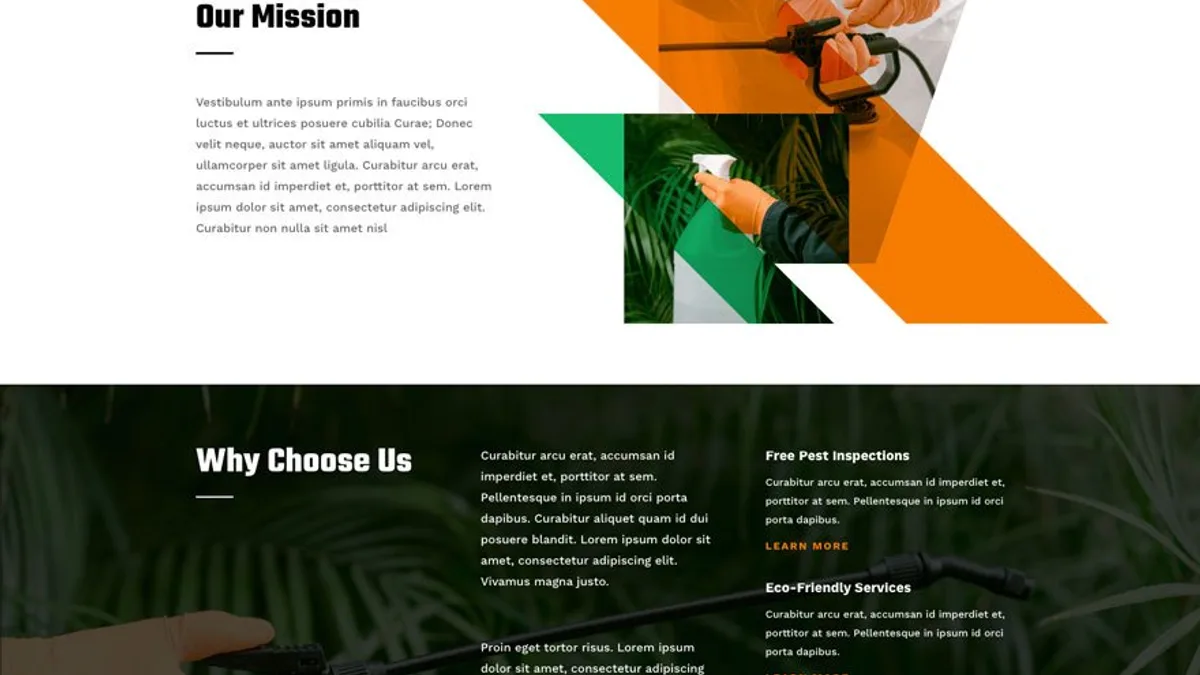 Our Mission
Vestibulum ante ipsum primis in faucibus orci
luctus et ultrices posuere cubilia Curae; Donec
velit neque, auctor sit amet aliquam vel,
ullamcorper sit amet ligula. Curabitur arcu erat,
accumsan id imperdiet et, porttitor at sem. Lorem
ipsum dolor sit amet, consectetur adipiscing elit.
Curabitur non nulla sit amet nisl
Why Choose Us
Curabitur arcu erat, accumsan id
imperdiet et, porttitor at sem.
Pellentesque in ipsum id orci porta
dapibus. Curabitur aliquet quam id dui
posuere blandit. Lorem ipsum dolor sit
amet, consectetur adipiscing elit.
Vivamus magna justo.
Proin eget tortor risus. Lorem ipsum
dolor sit amet, consectetur adipiscing
Free Pest Inspections
Curabitur arcu erat, accumsan id imperdiet et,
porttitor at sem. Pellentesque in ipsum id orci
porta dapibus.
LEARN MORE
Eco-Friendly Services
Curabitur arcu erat, accumsan id imperdiet et,
porttitor at sem. Pellentesque in ipsum id orci
porta dapibus.